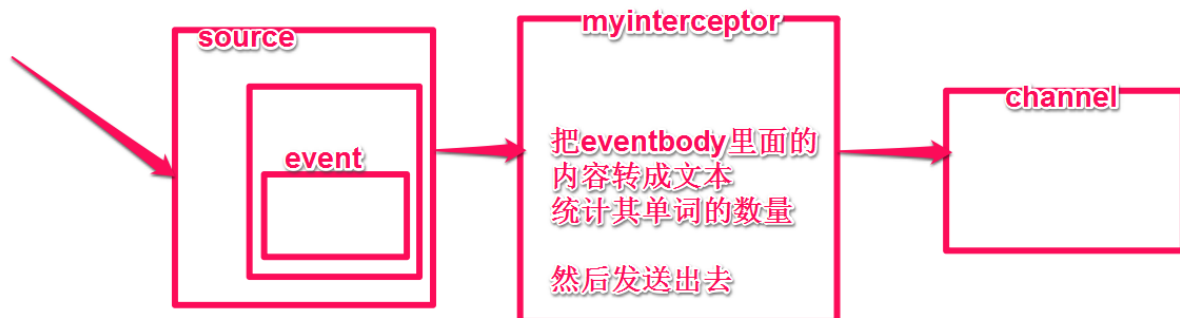 source
event
myinterceptor
把eventbody里面的
内容转成文本
统计其单词的数量
然后发送出去
channel